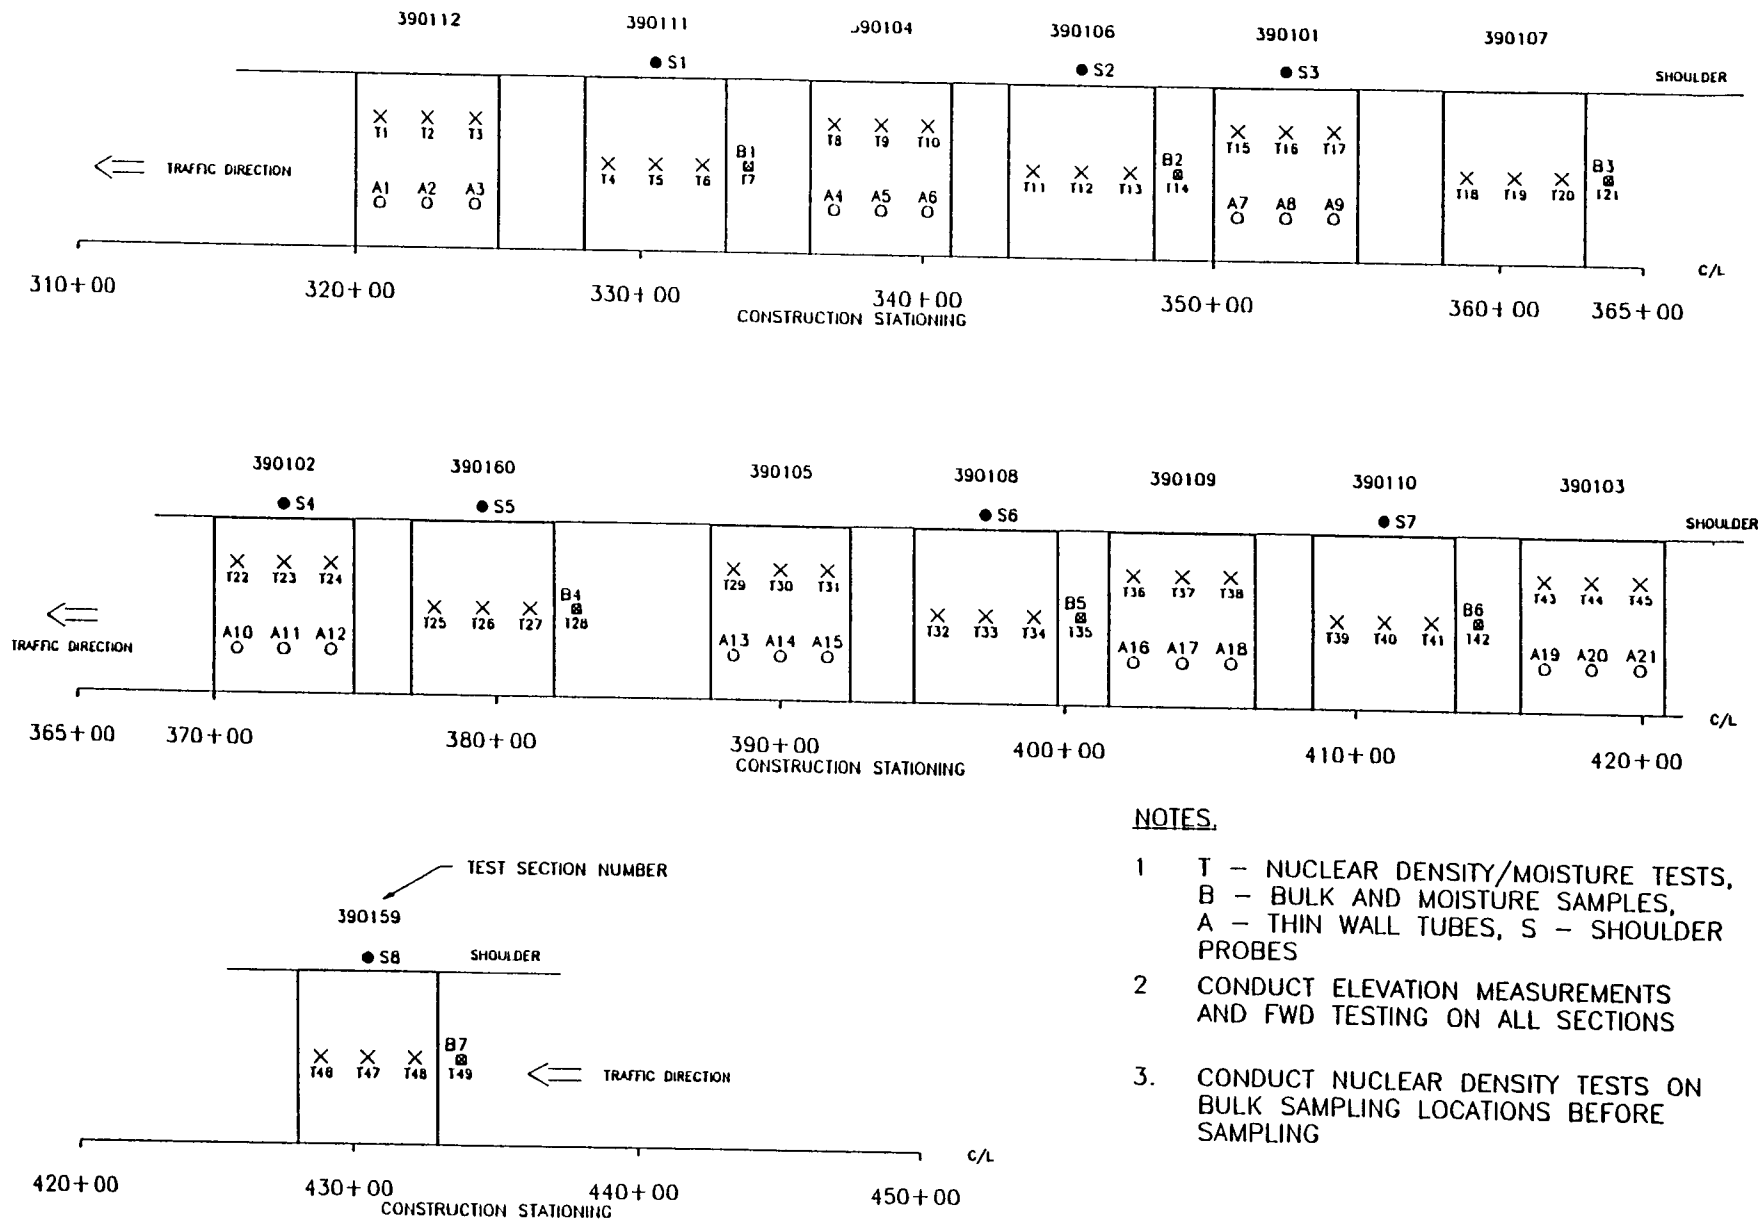 390112 390111 390104 390106 390101 390107
S1 S2 S3 SHOULDER
T1 T2 T3 T8 T9 T10 T15 T16 T17
TRAFFIC DIRECTION T4 T5 T6 B1 T7 T11 T12 T13 B2 T14 T18 T19 T20 B3 T21
A1 A2 A3 A4 A5 A6 A7 A8 A9
C/L
310+00 320+00 330+00 340+00 350+00 360+00 365+00
CONSTRUCTION STATIONING
390102 390160 390105 390108 390109 390110 390103
S4 S5 S6 S7 SHOULDER
T22 T23 T24 T29 T30 T31 T36 T37 T38 T43 T44 T45
T25 T26 T27 B4 T28 T32 T33 T34 B5 T35 T39 T40 T41 B6 T42
TRAFFIC DIRECTION A10 A11 A12 A13 A14 A15 A16 A17 A18 A19 A20 A21
C/L
365+00 370+00 380+00 390+00 400+00 410+00 420+00
CONSTRUCTION STATIONING
TEST SECTION NUMBER
390159
S8 SHOULDER
T46 T47 T48 B7 T49 TRAFFIC DIRECTION
C/L
420+00 430+00 440+00 450+00
CONSTRUCTION STATIONING
NOTES.
1 T – NUCLEAR DENSITY/MOISTURE TESTS,
B – BULK AND MOISTURE SAMPLES,
A – THIN WALL TUBES, S – SHOULDER
PROBES
2 CONDUCT ELEVATION MEASUREMENTS
AND FWD TESTING ON ALL SECTIONS
3. CONDUCT NUCLEAR DENSITY TESTS ON
BULK SAMPLING LOCATIONS BEFORE
SAMPLING